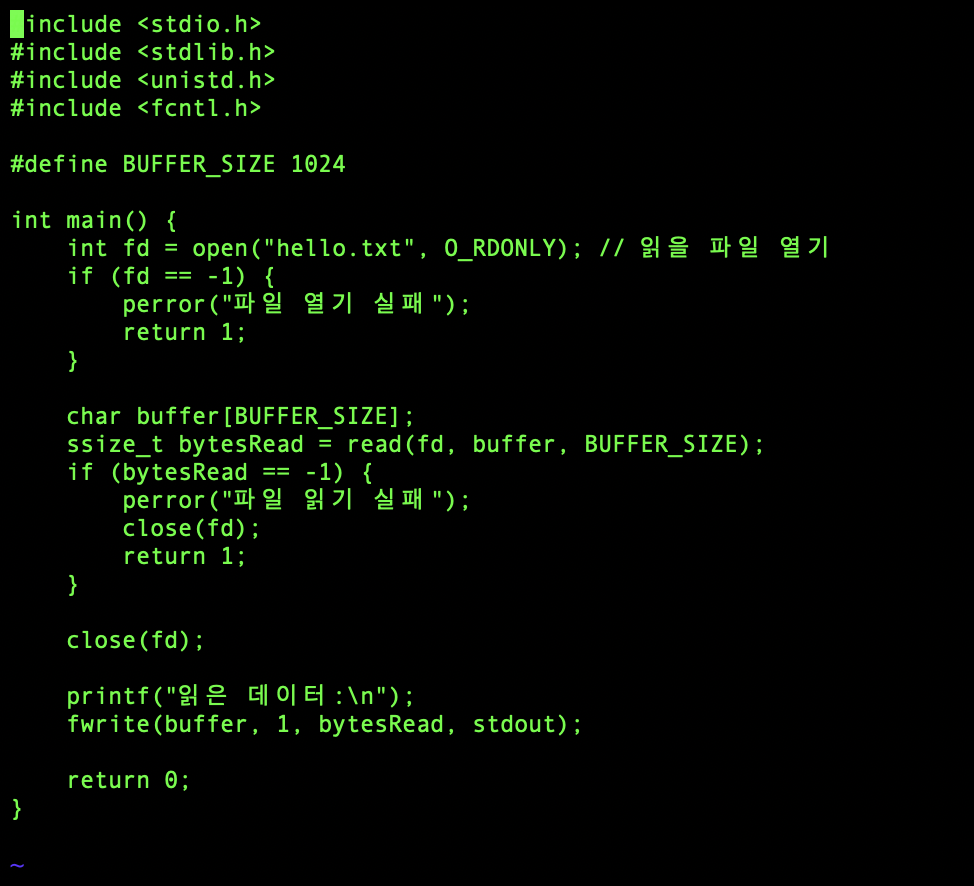 #include <stdio.h>
#include <stdlib.h>
#include <unistd.h>
#include <fcntl.h>
#define BUFFER_SIZE 1024
int main() {
    int fd = open("hello.txt", O_RDONLY); // 읽을 파일 열기
    if (fd == -1) {
        perror("파일 열기 실패");
        return 1;
    }
    char buffer[BUFFER_SIZE];
    ssize_t bytesRead = read(fd, buffer, BUFFER_SIZE);
    if (bytesRead == -1) {
        perror("파일 읽기 실패");
        close(fd);
        return 1;
    }
    close(fd);
    printf("읽은 데이터:\n");
    fwrite(buffer, 1, bytesRead, stdout);
    return 0;
}
~